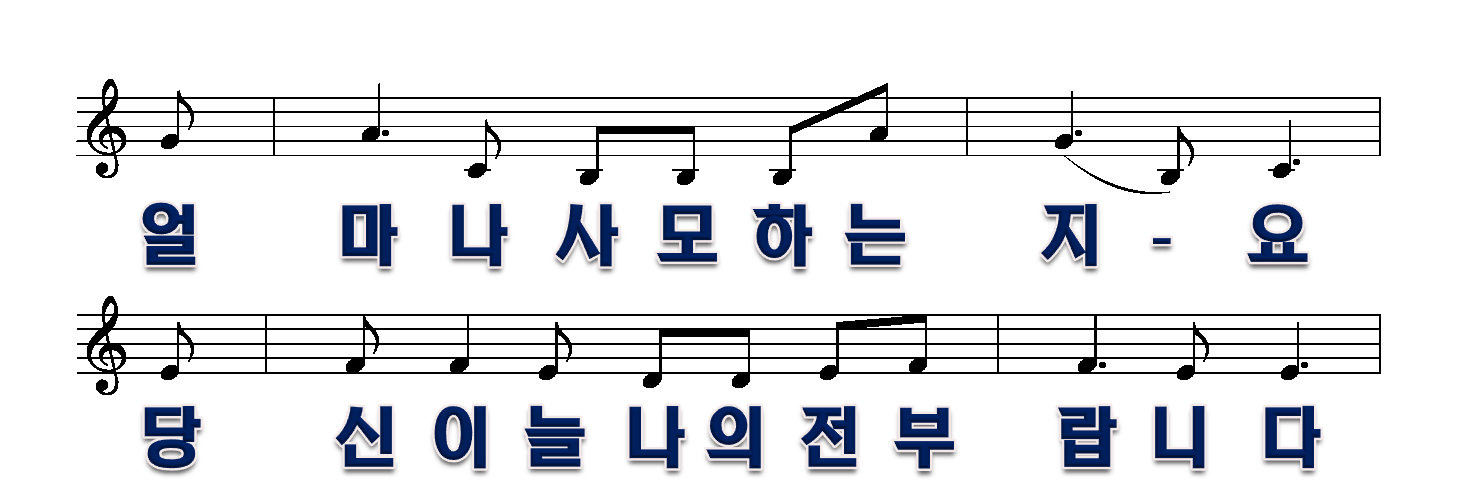 얼 마 나 사 모 하 는 지 - 요
당 신 이 늘 나 의 전 부 랍 니 다